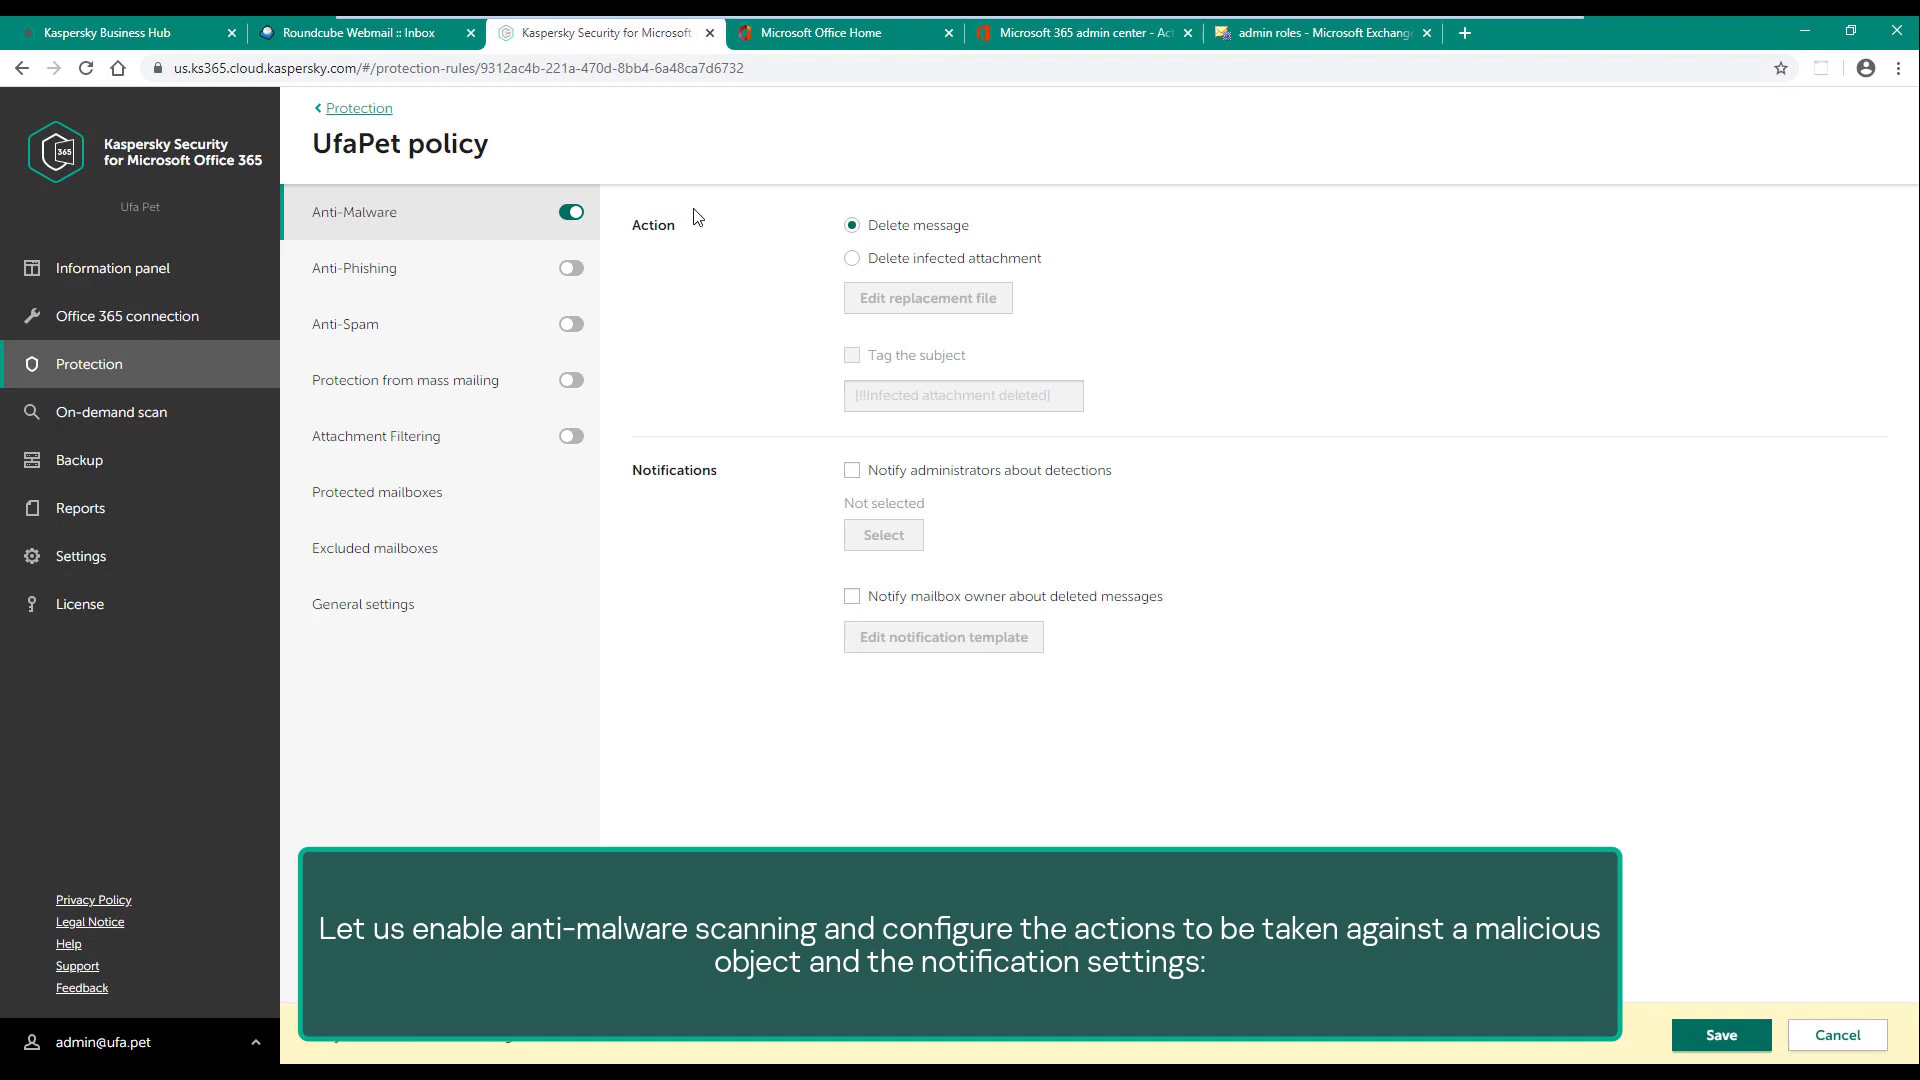 Kaspersky Business Hub
Roundcube Webmail :: Inbox
Kaspersky Security for Microsoft
Microsoft Office Home
Microsoft 365 admin center - Ac
admin roles - Microsoft Exchange
us.ks365.cloud.kaspersky.com/#/protection-rules/9312ac4b-221a-470d-8bb4-6a48ca7d6732
365
Kaspersky Security
for Microsoft Office 365
Ufa Pet
Information panel
Office 365 connection
Protection
On-demand scan
Backup
Reports
Settings
License
Privacy Policy
Legal Notice
Help
Support
Feedback
admin@ufa.pet
Protection
UfaPet policy
Anti-Malware
Anti-Phishing
Anti-Spam
Protection from mass mailing
Attachment Filtering
Protected mailboxes
Excluded mailboxes
General settings
Action
Delete message
Delete infected attachment
Edit replacement file
Tag the subject
[!!Infected attachment deleted]
Notifications
Notify administrators about detections
Not selected
Select
Notify mailbox owner about deleted messages
Edit notification template
Let us enable anti-malware scanning and configure the actions to be taken against a malicious
object and the notification settings:
Save
Cancel